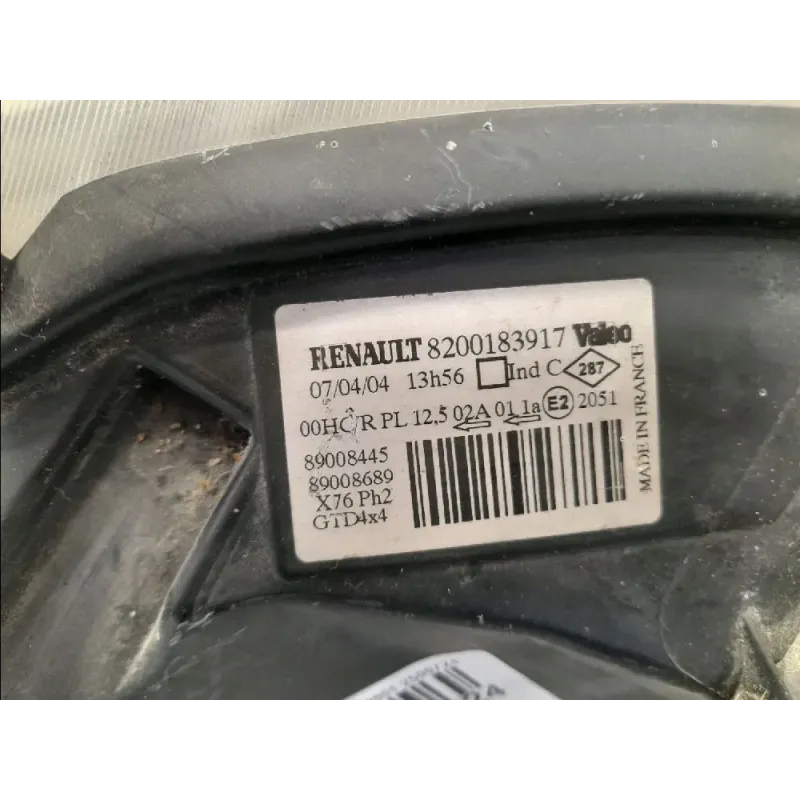 RENAULT 8200183917 Valeo
07/04/04 13h56 Ind C 287
00HC/R PL 12,5 02A 01 1a E2 2051
89008445
89008689
X76 Ph2
GTD4x4
MADE IN FRANCE
24